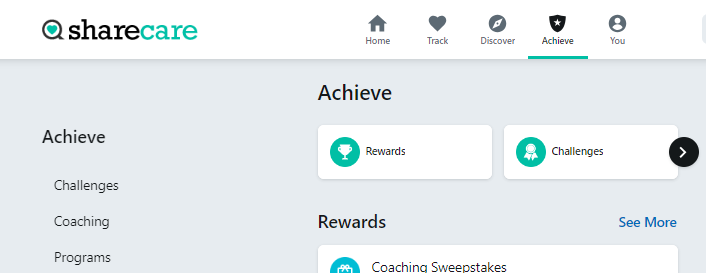 sharecare
Home Track Discover Achieve You
Achieve
Achieve
Rewards Challenges
Challenges
Coaching
Rewards See More
Programs
Coaching Sweepstakes